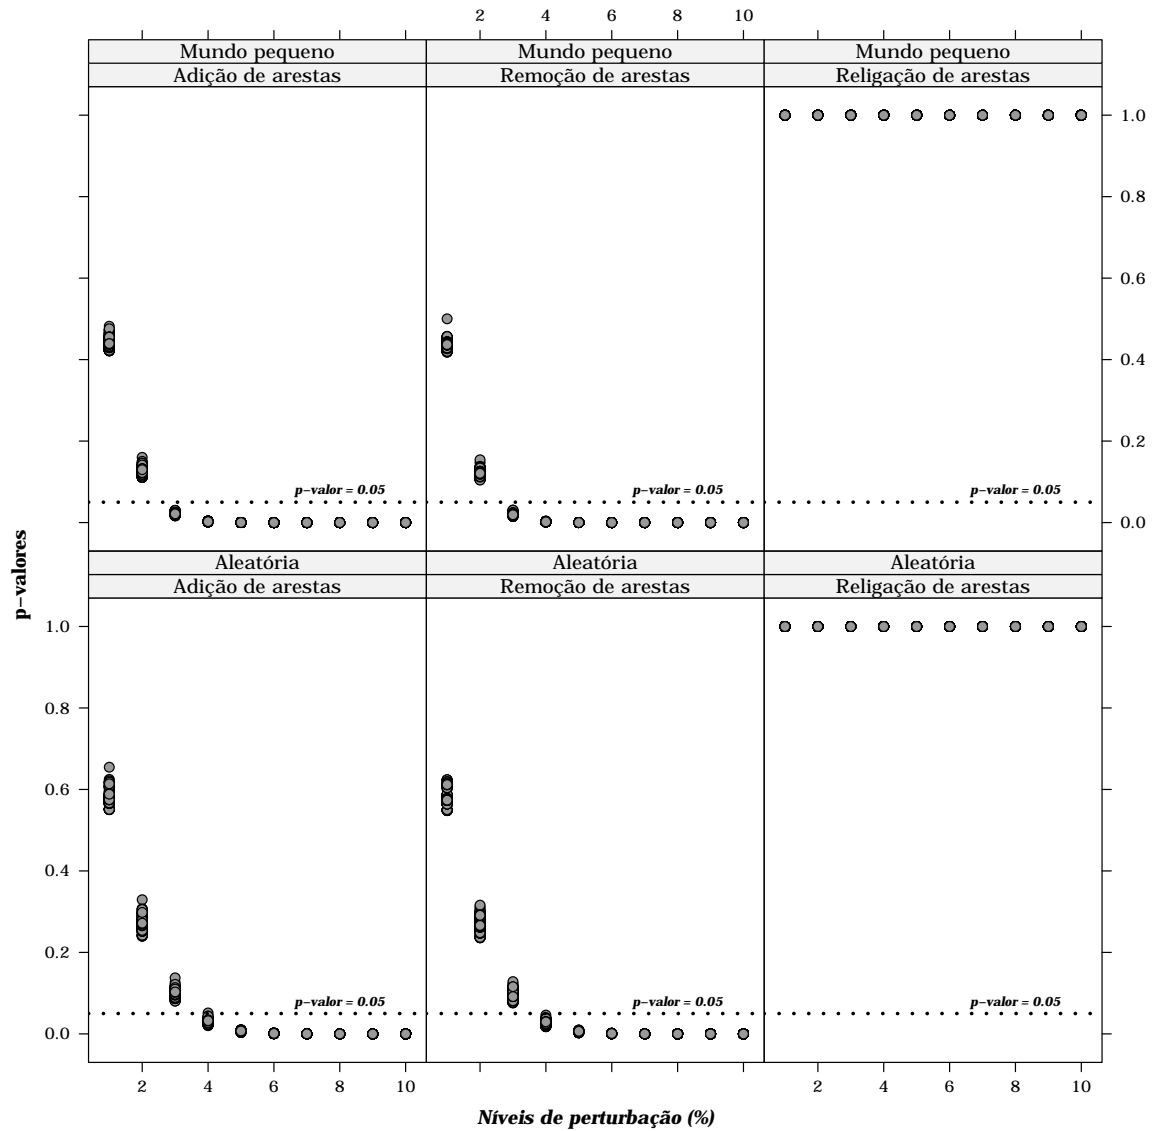 2 4 6 8 10
Mundo pequeno Mundo pequeno Mundo pequeno
Adição de arestas Remoção de arestas Religação de arestas
1.0
0.8
0.6
0.4
0.2
0.0
p−valor = 0.05 p−valor = 0.05 p−valor = 0.05
p−valores
Aleatória Aleatória Aleatória
Adição de arestas Remoção de arestas Religação de arestas
1.0
0.8
0.6
0.4
0.2
0.0
p−valor = 0.05 p−valor = 0.05 p−valor = 0.05
2 4 6 8 10 2 4 6 8 10
Níveis de perturbação (%)